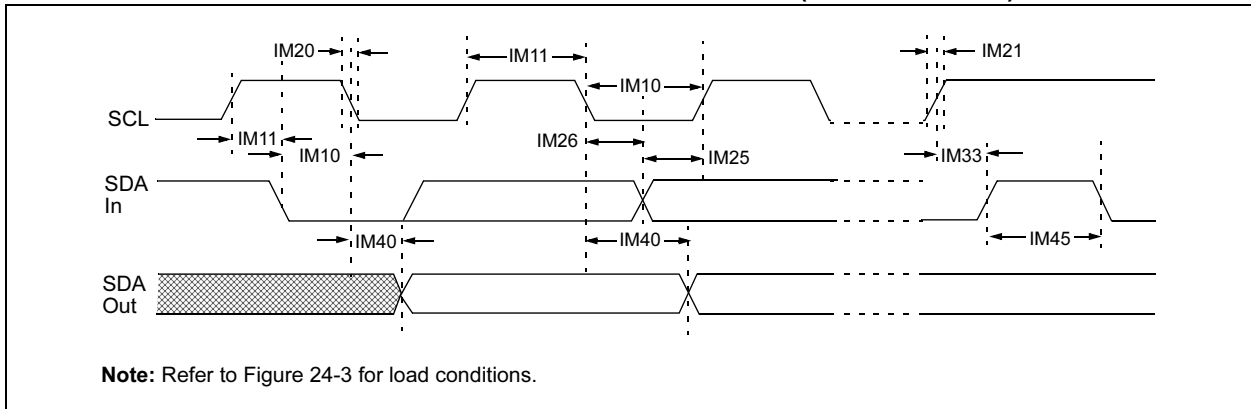 IM20
IM11
IM21
IM10
SCL
IM11
IM26
IM10
IM25
IM33
SDA
In
IM40
IM40
IM45
SDA
Out
Note: Refer to Figure 24-3 for load conditions.